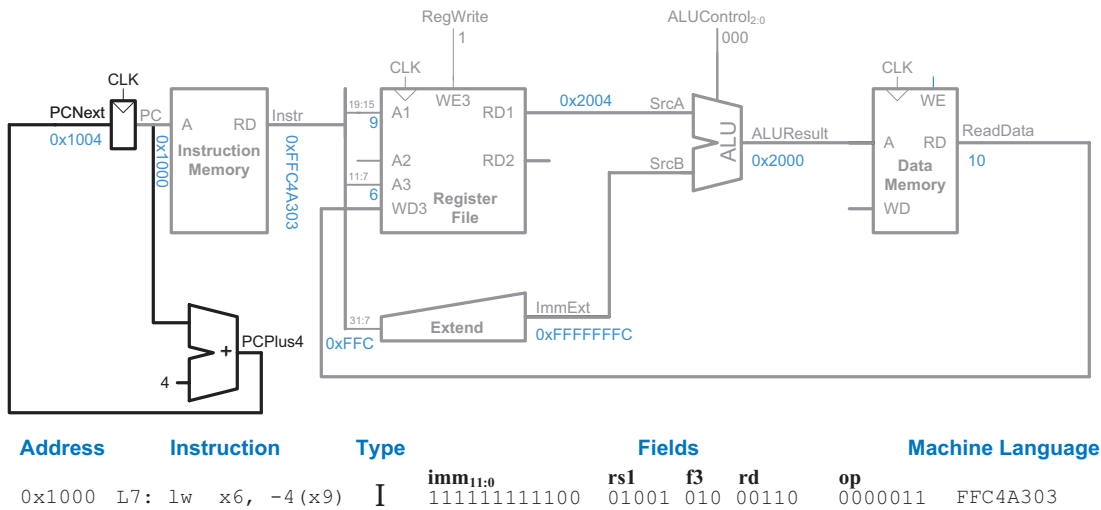 RegWrite
1
ALUControl2:0
000
CLK
CLK
CLK
PCNext
PC
0x1004
0x1000
A
RD
Instruction
Memory
Instr
0xFFC4A303
19:15
9
A1
WE3
RD1
0x2004
SrcA
A2
RD2
SrcB
11:7
6
A3
WD3
Register
File
ALU
ALUResult
0x2000
WE
A
RD
Data
Memory
WD
ReadData
10
31:7
0xFFC
Extend
ImmExt
0xFFFFFFFC
+
PCPlus4
4
Address Instruction Type Fields Machine Language
imm11:0 rs1 f3 rd op
0x1000 L7: lw x6, -4(x9) I 111111111100 01001 010 00110 0000011 FFC4A303